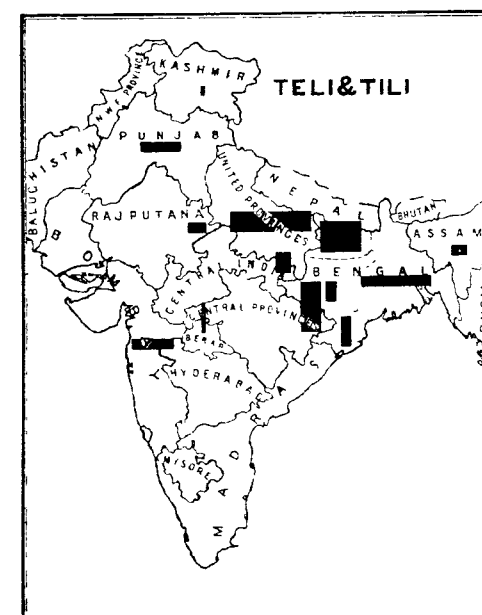 TELI&TILI
KASHMIR
N.W.F. PROVINCE
PUNJAB
BALUCHISTAN
UNITED PROVINCES
NEPAL
BHUTAN
RAJPUTANA
ASSAM
CENTRAL INDIA
BENGAL
CENTRAL PROVINCES
BERAR
HYDERABAD
MADRAS
MYSORE